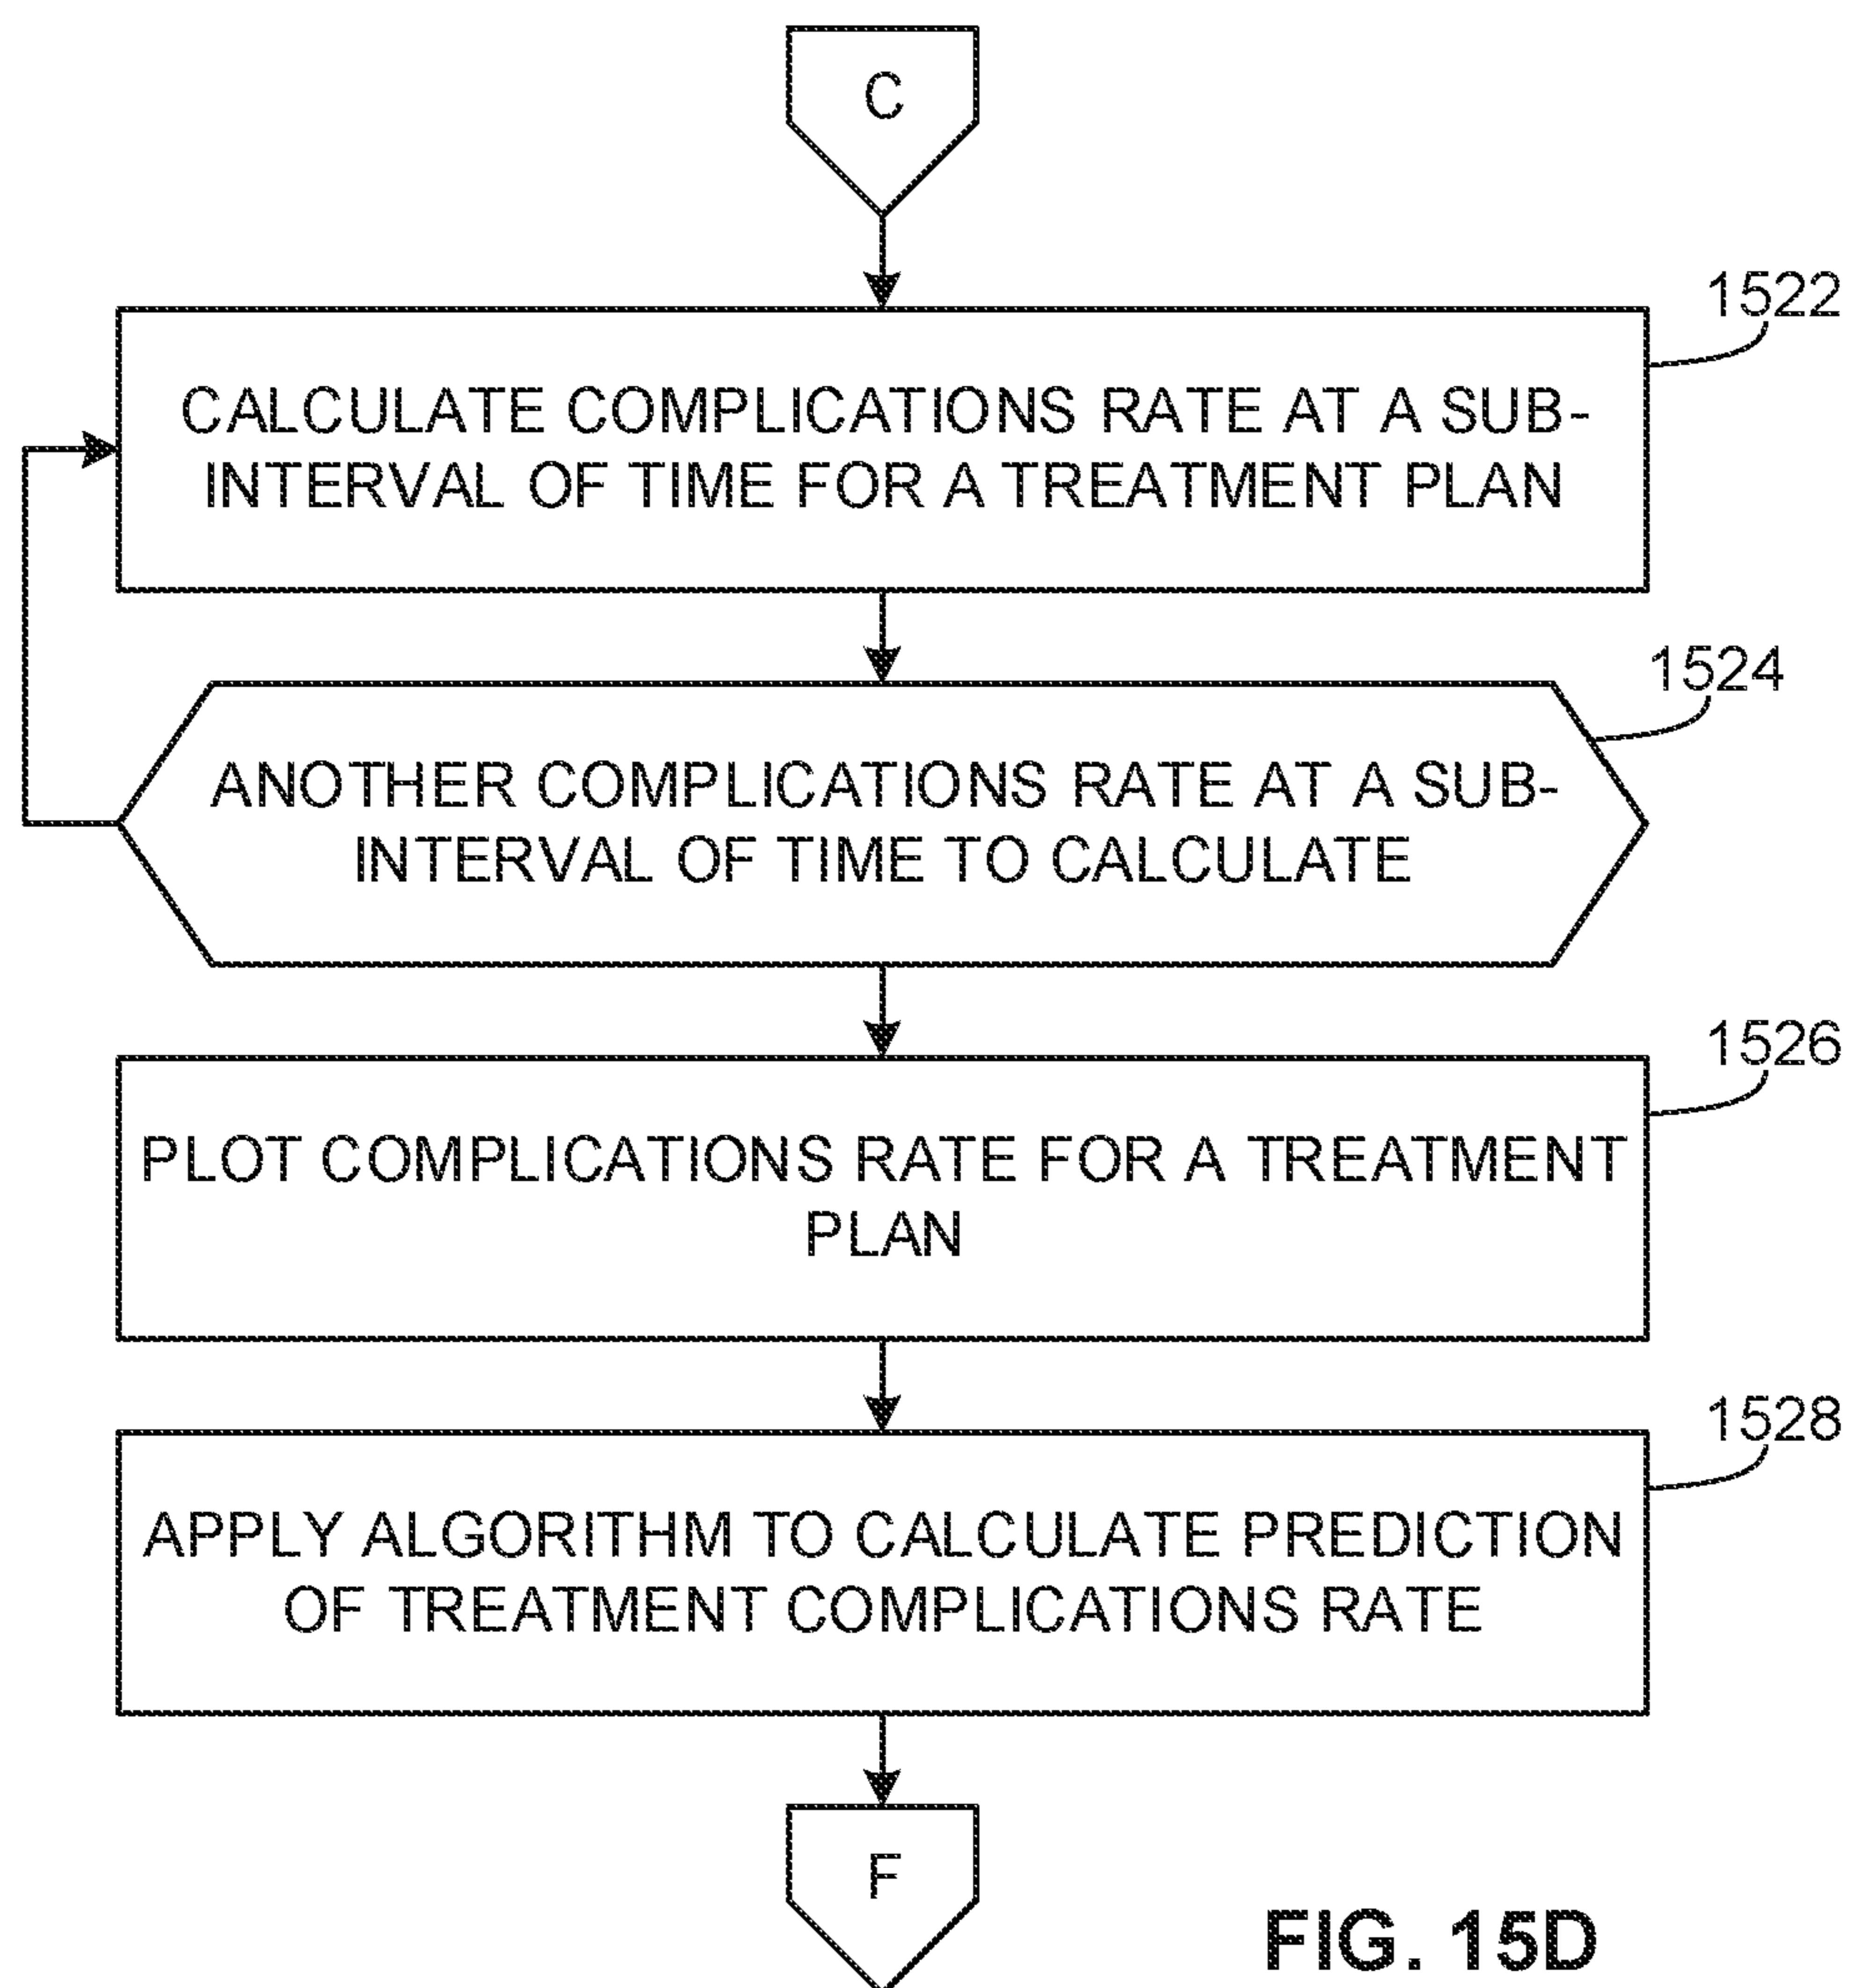 C
1522
CALCULATE COMPLICATIONS RATE AT A SUB-
INTERVAL OF TIME FOR A TREATMENT PLAN
1524
ANOTHER COMPLICATIONS RATE AT A SUB-
INTERVAL OF TIME TO CALCULATE
1526
PLOT COMPLICATIONS RATE FOR A TREATMENT
PLAN
1528
APPLY ALGORITHM TO CALCULATE PREDICTION
OF TREATMENT COMPLICATIONS RATE
F
FIG. 15D